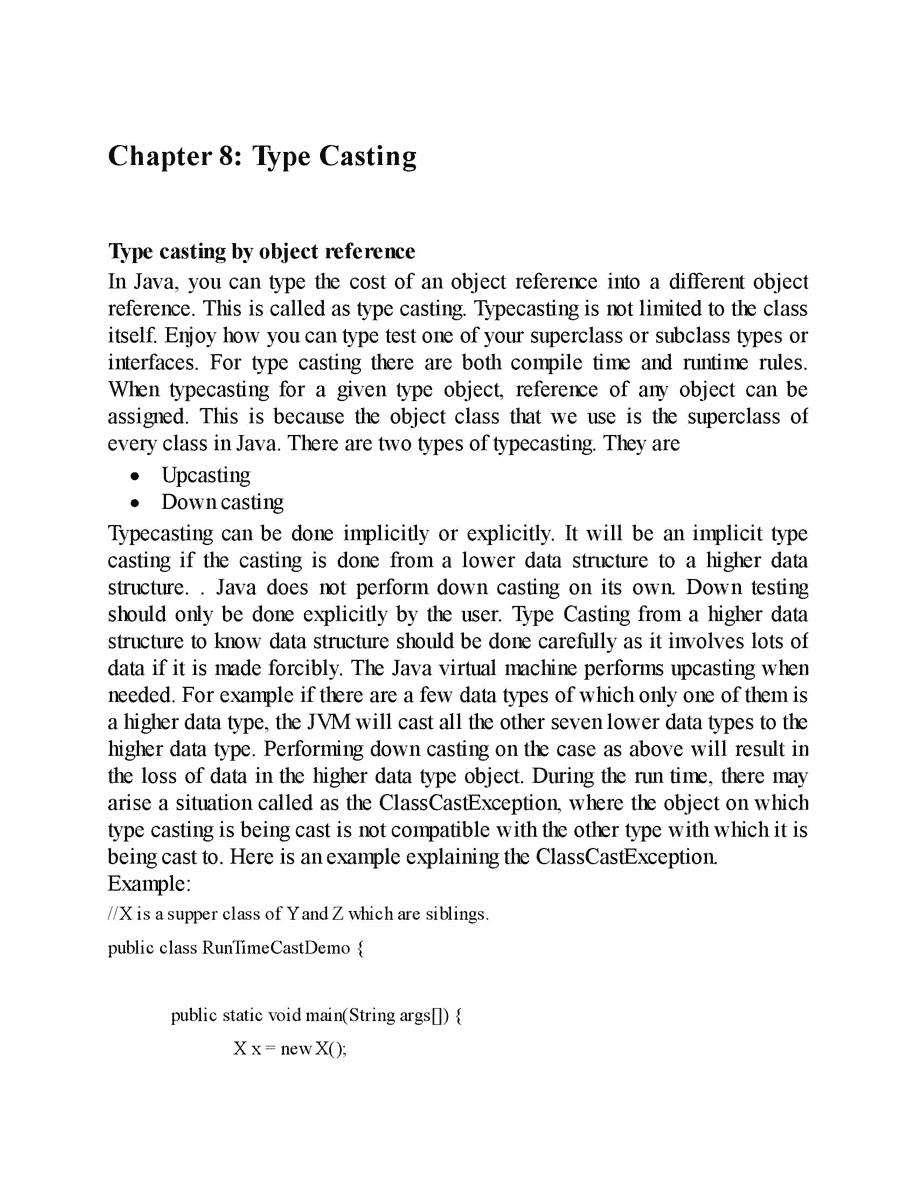 Chapter 8: Type Casting
Type casting by object reference
In Java, you can type the cost of an object reference into a different object
reference. This is called as type casting. Typecasting is not limited to the class
itself. Enjoy how you can type test one of your superclass or subclass types or
interfaces. For type casting there are both compile time and runtime rules.
When typecasting for a given type object, reference of any object can be
assigned. This is because the object class that we use is the superclass of
every class in Java. There are two types of typecasting. They are
• Upcasting
• Down casting
Typecasting can be done implicitly or explicitly. It will be an implicit type
casting if the casting is done from a lower data structure to a higher data
structure. . Java does not perform down casting on its own. Down testing
should only be done explicitly by the user. Type Casting from a higher data
structure to know data structure should be done carefully as it involves lots of
data if it is made forcibly. The Java virtual machine performs upcasting when
needed. For example if there are a few data types of which only one of them is
a higher data type, the JVM will cast all the other seven lower data types to the
higher data type. Performing down casting on the case as above will result in
the loss of data in the higher data type object. During the run time, there may
arise a situation called as the ClassCastException, where the object on which
type casting is being cast is not compatible with the other type with which it is
being cast to. Here is an example explaining the ClassCastException.
Example:
//X is a supper class of Y and Z which are siblings.
public class RunTimeCastDemo {
public static void main(String args[]) {
X x = new X();